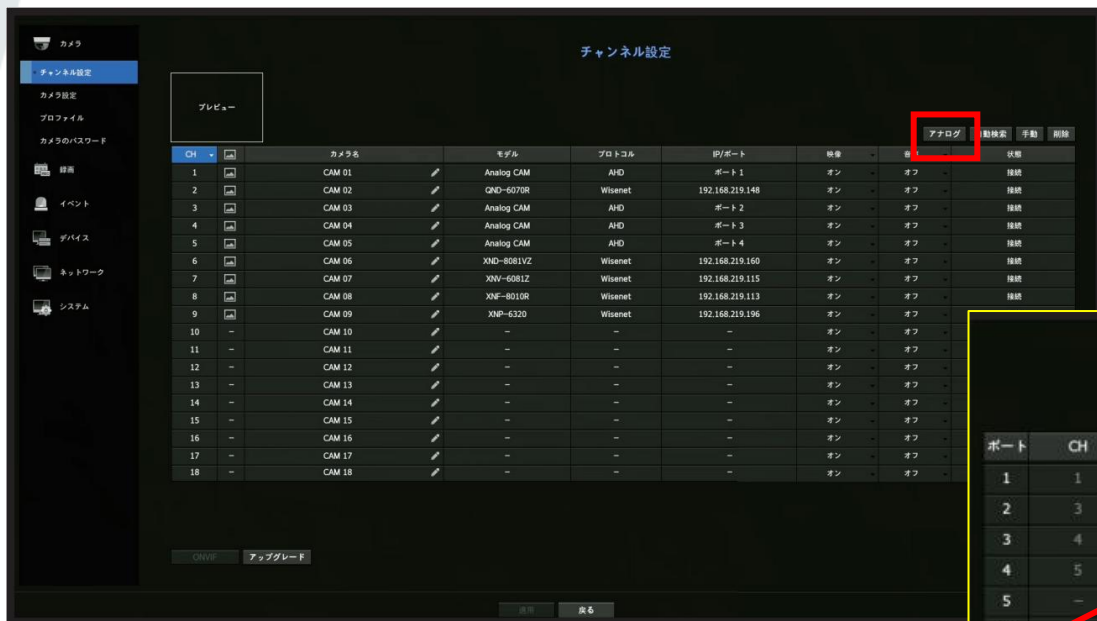 カメラ
チャンネル設定
カメラ設定
プロファイル
カメラのパスワード
録画
イベント
デバイス
ネットワーク
システム
チャンネル設定
プレビュー
アナログ 自動検索 手動 削除
CH カメラ名 モデル プロトコル IP/ポート 映像 状態
1 CAM 01 Analog CAM AHD ポート 1 オン オフ 接続
2 CAM 02 QND-6070R Wisenet 192.168.219.148 オン オフ 接続
3 CAM 03 Analog CAM AHD ポート 2 オン オフ 接続
4 CAM 04 Analog CAM AHD ポート 3 オン オフ 接続
5 CAM 05 Analog CAM AHD ポート 4 オン オフ 接続
6 CAM 06 XND-8081VZ Wisenet 192.168.219.160 オン オフ 接続
7 CAM 07 XNV-6081Z Wisenet 192.168.219.115 オン オフ 接続
8 CAM 08 XNF-8010R Wisenet 192.168.219.113 オン オフ 接続
9 CAM 09 XNP-6320 Wisenet 192.168.219.196 オン オフ
10 - CAM 10 - - - オン オフ
11 - CAM 11 - - - オン オフ
12 - CAM 12 - - - オン オフ
13 - CAM 13 - - - オン オフ
14 - CAM 14 - - - オン オフ
15 - CAM 15 - - - オン オフ
16 - CAM 16 - - - オン オフ
17 - CAM 17 - - - オン オフ
18 - CAM 18 - - - オン オフ
ONVIF アップグレード
適用 戻る
ポート CH
1 1
2 3
3 4
4 5
5 -